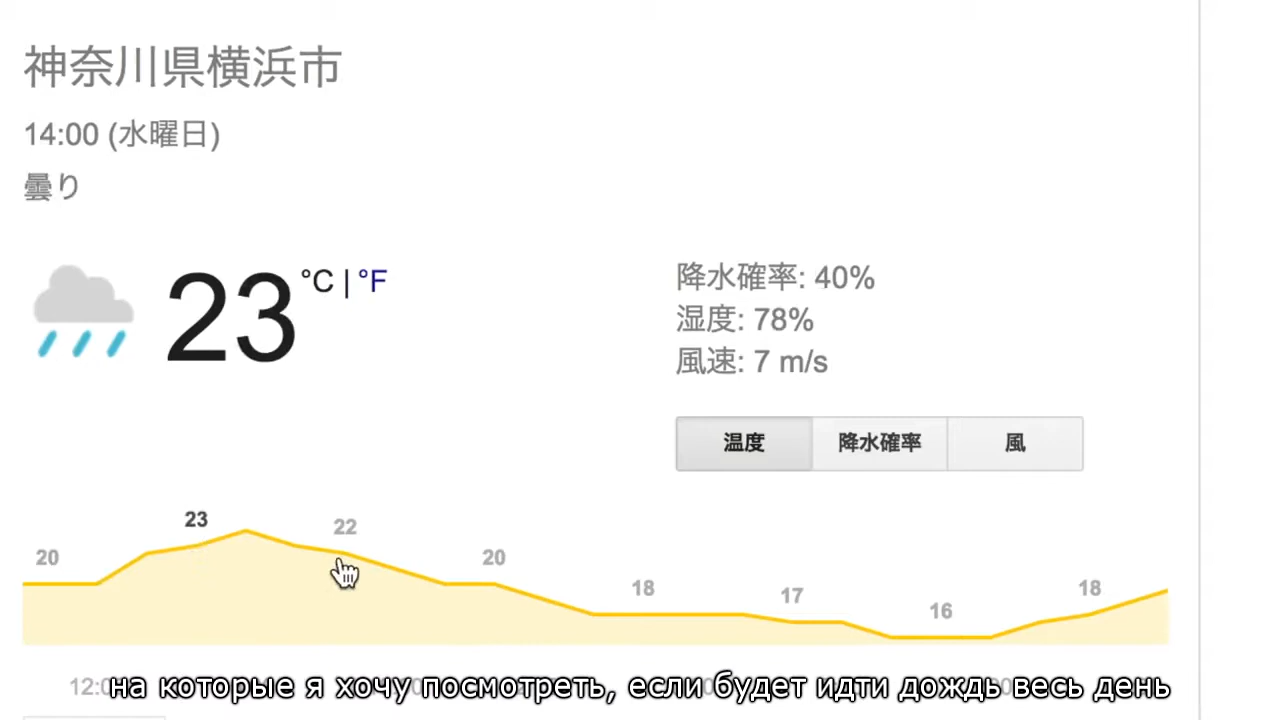 神奈川県横浜市
14:00 (水曜日)
曇り
23 °C | °F
降水確率: 40%
湿度: 78%
風速: 7 m/s
温度 降水確率 風
20 23 22 20 18 17 16 18
на которые я хочу посмотреть, если будет идти дождь весь день